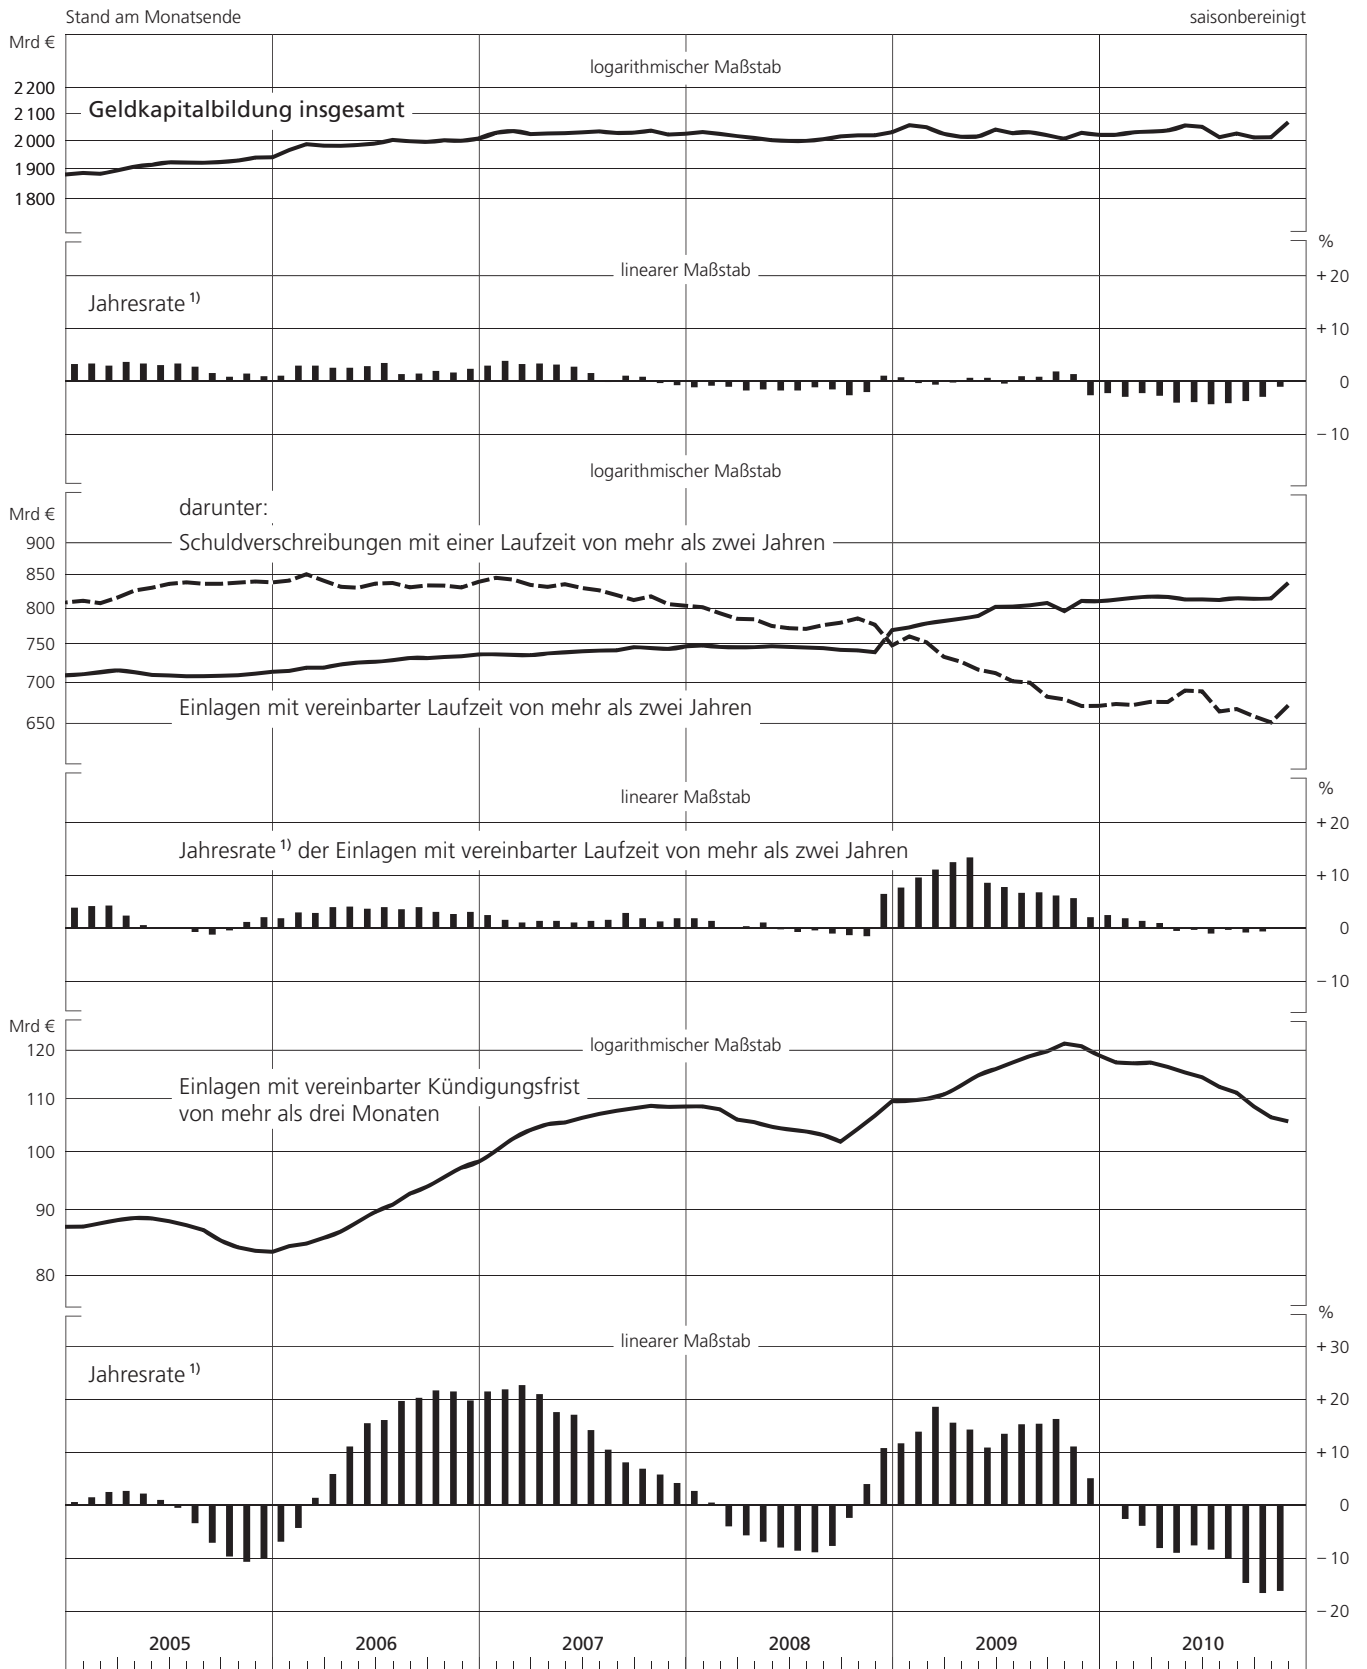 Stand am Monatsende saisonbereinigt
Mrd €
logarithmischer Maßstab
2 200
2 100 Geldkapitalbildung insgesamt
2 000
1 900
1 800
%
linearer Maßstab
+ 20
Jahresrate 1)
+ 10
0
− 10
logarithmischer Maßstab
Mrd € darunter:
900 Schuldverschreibungen mit einer Laufzeit von mehr als zwei Jahren
850
800
750
700
Einlagen mit vereinbarter Laufzeit von mehr als zwei Jahren
650
%
linearer Maßstab
+ 20
Jahresrate 1) der Einlagen mit vereinbarter Laufzeit von mehr als zwei Jahren
+ 10
0
− 10
Mrd €
120 logarithmischer Maßstab
Einlagen mit vereinbarter Kündigungsfrist
110
von mehr als drei Monaten
100
90
80
%
linearer Maßstab + 30
Jahresrate 1)
+ 20
+ 10
0
− 10
− 20
2005 2006 2007 2008 2009 2010